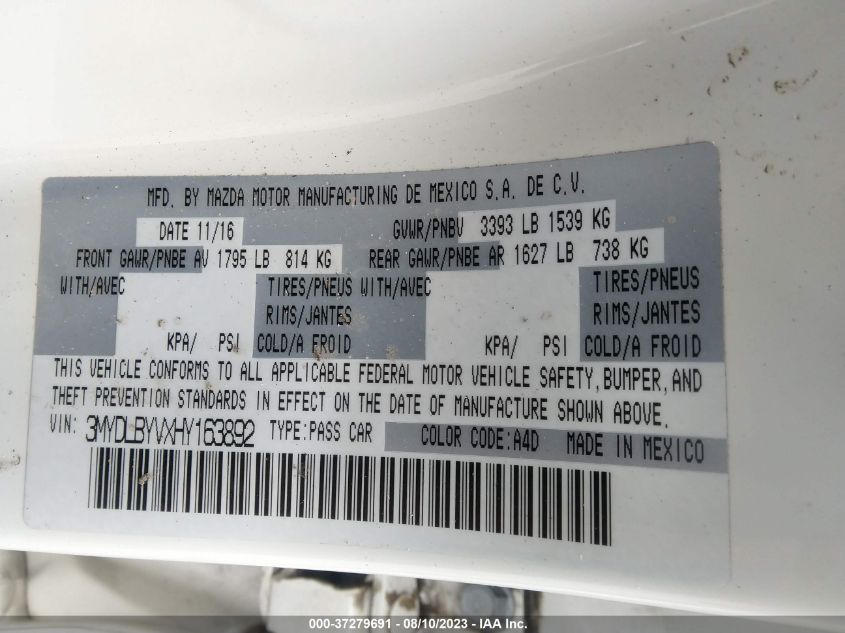 MFD. BY MAZDA MOTOR MANUFACTURING DE MEXICO S.A. DE C.V.
DATE 11/16 GVWR/PNBV 3393 LB 1539 KG
FRONT GAWR/PNBE AV 1795 LB 814 KG REAR GAWR/PNBE AR 1627 LB 738 KG
WITH/AVEC TIRES/PNEUS WITH/AVEC TIRES/PNEUS
RIMS/JANTES RIMS/JANTES
KPA/ PSI COLD/A FROID KPA/ PSI COLD/A FROID
THIS VEHICLE CONFORMS TO ALL APPLICABLE FEDERAL MOTOR VEHICLE SAFETY, BUMPER, AND
THEFT PREVENTION STANDARDS IN EFFECT ON THE DATE OF MANUFACTURE SHOWN ABOVE.
VIN: 3MYDLBYVXHY163892 TYPE:PASS CAR COLOR CODE:A4D MADE IN MEXICO
000-37279691 - 08/10/2023 - IAA Inc.